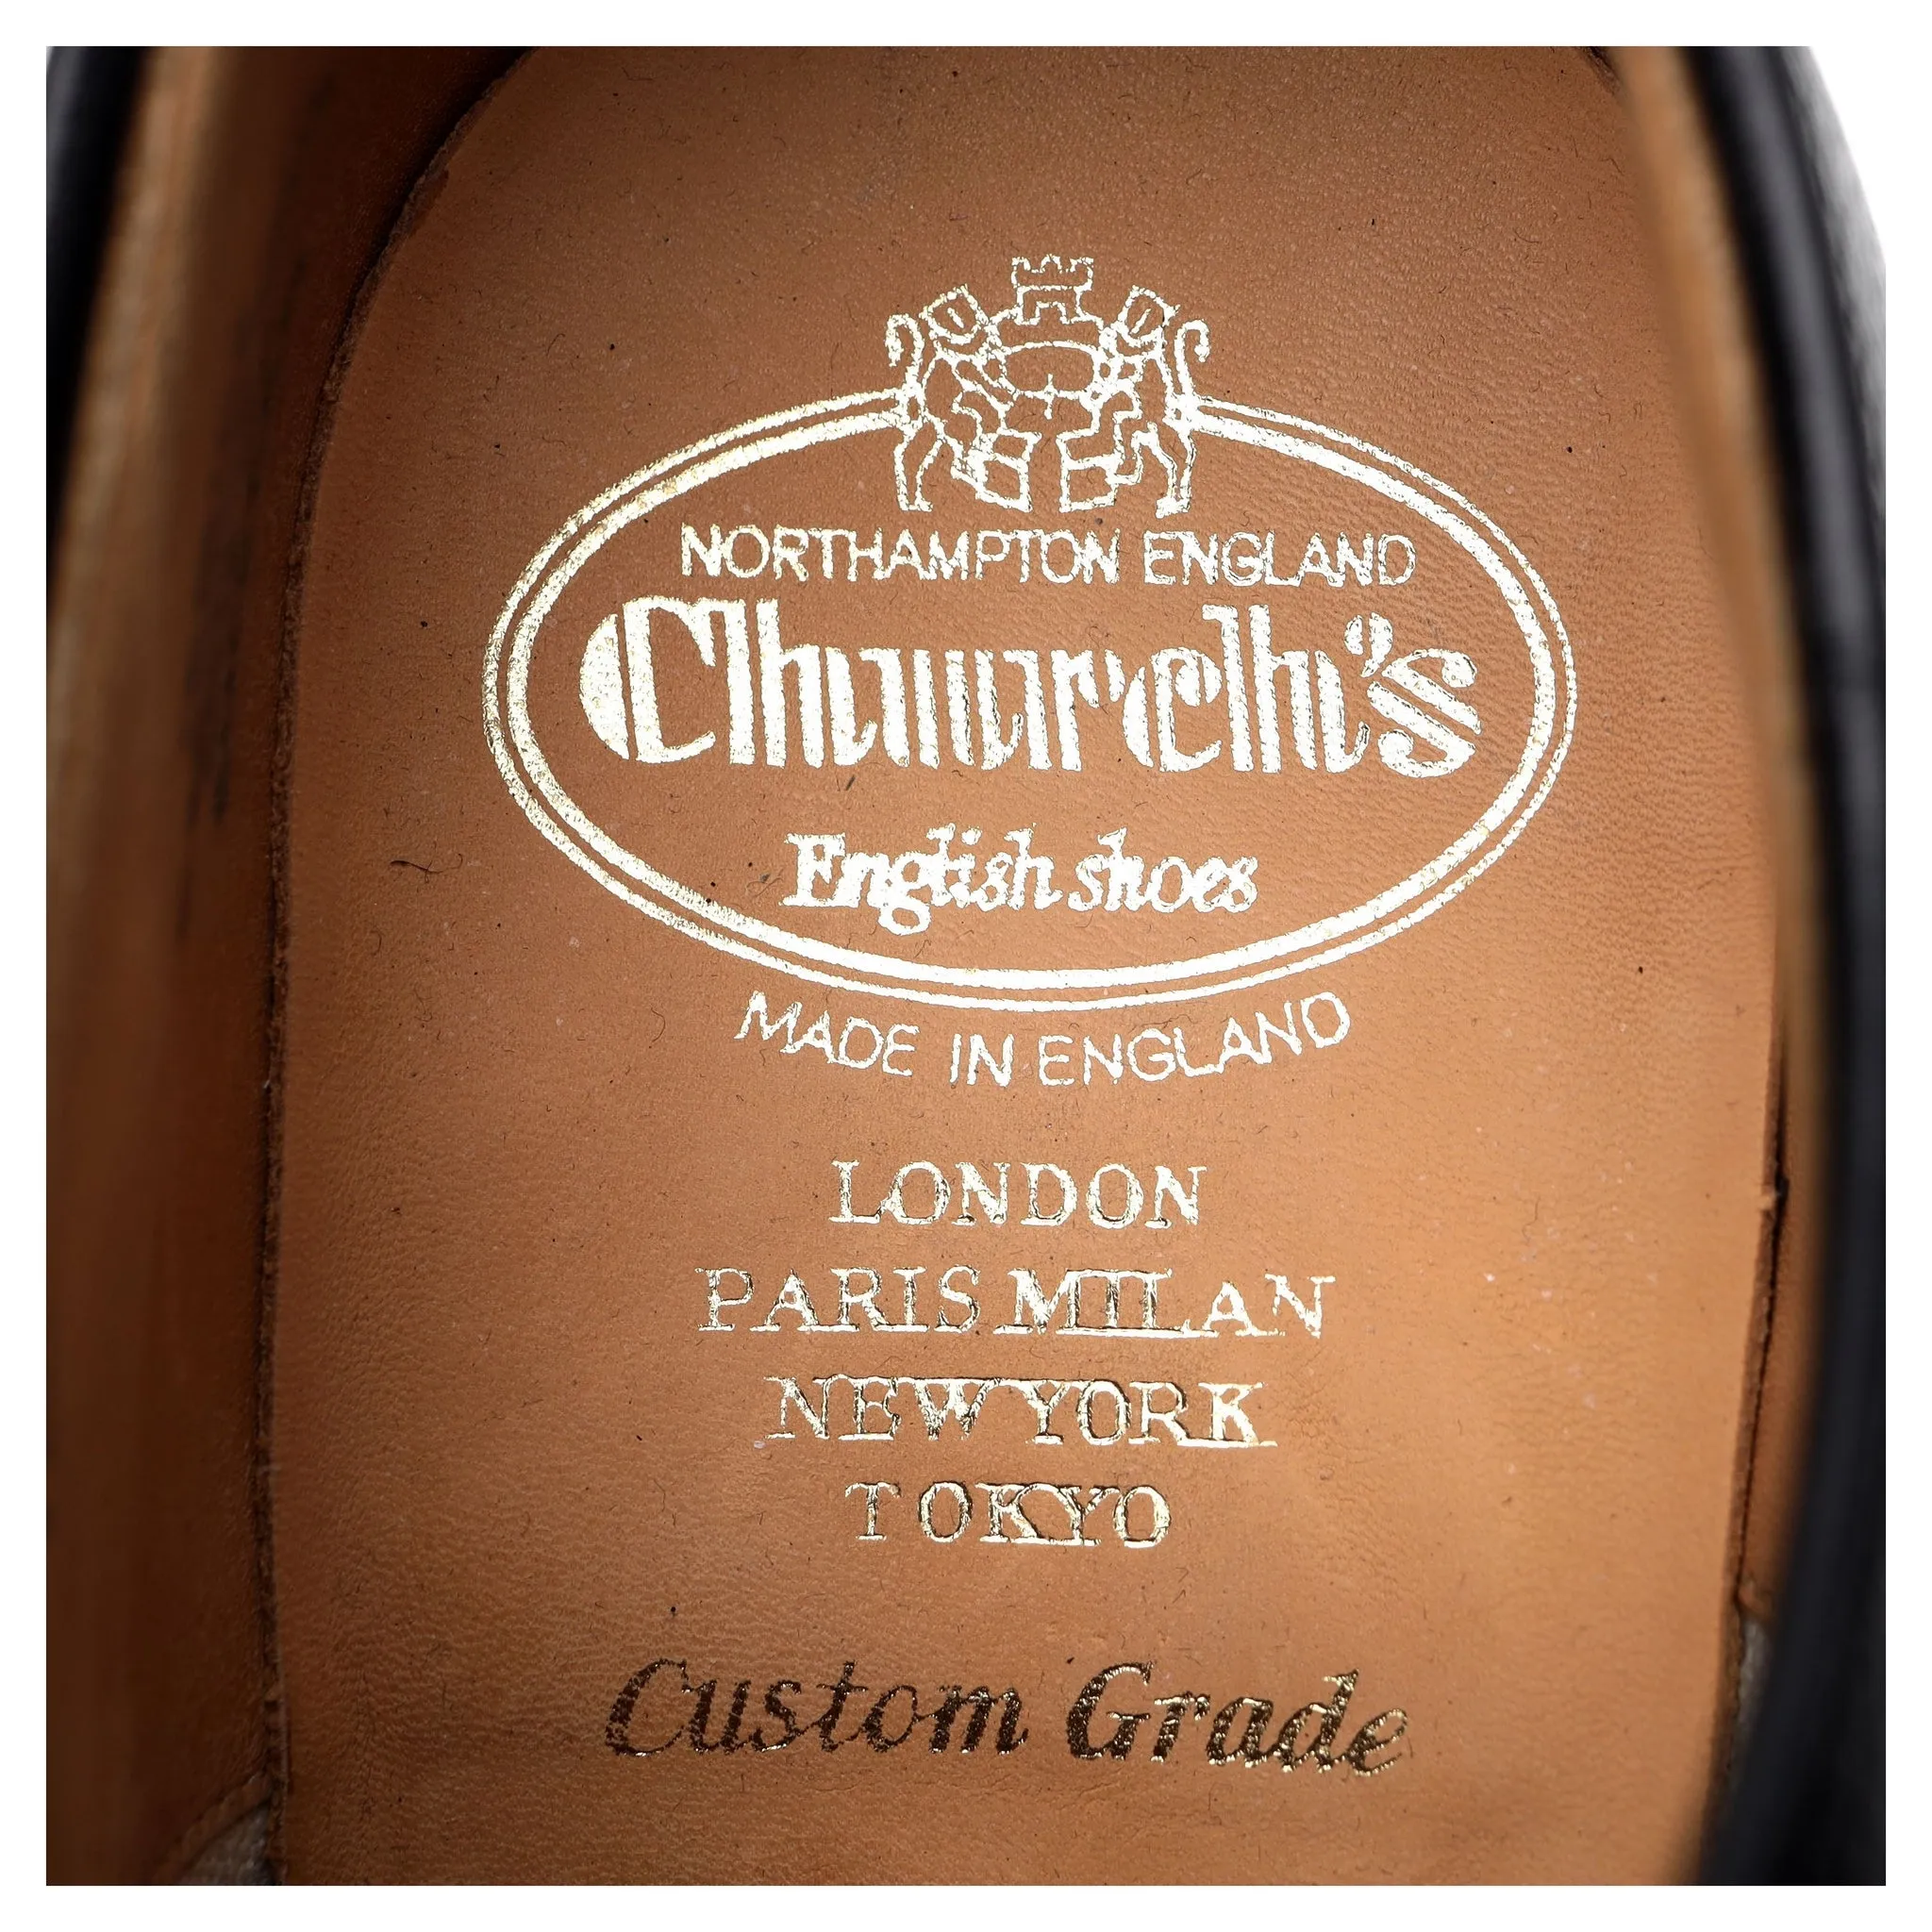 NORTHAMPTON ENGLAND
Church's
English shoes
MADE IN ENGLAND
LONDON
PARIS MILAN
NEW YORK
TOKYO
Custom Grade